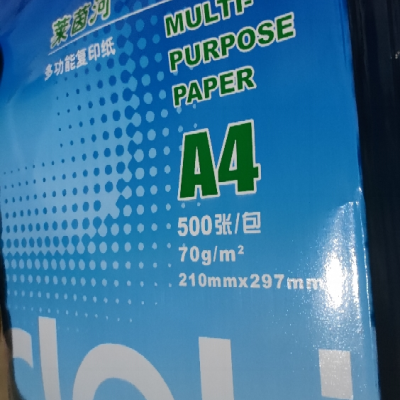 莱茵河
多功能复印纸
MULTI-
PURPOSE
PAPER
A4
500张/包
70g/m²
210mmx297mm
deli